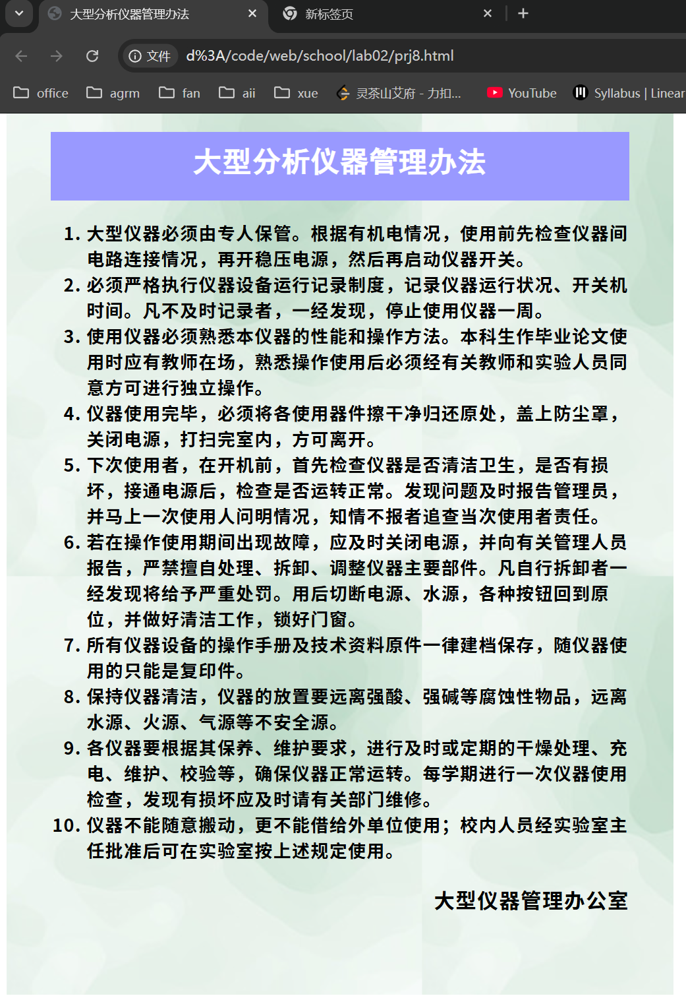 大型分析仪器管理办法
新标签页
文件
d%3A/code/web/school/lab02/prj8.html
office
agrm
fan
aii
xue
灵茶山艾府 - 力扣...
YouTube
Syllabus | Linear
大型分析仪器管理办法
1. 大型仪器必须由专人保管。根据有机电情况，使用前先检查仪器间
电路连接情况，再开稳压电源，然后再启动仪器开关。
2. 必须严格执行仪器设备运行记录制度，记录仪器运行状况、开关机
时间。凡不及时记录者，一经发现，停止使用仪器一周。
3. 使用仪器必须熟悉本仪器的性能和操作方法。本科生作毕业论文使
用时应有教师在场，熟悉操作使用后必须经有关教师和实验人员同
意方可进行独立操作。
4. 仪器使用完毕，必须将各使用器件擦干净归还原处，盖上防尘罩，
关闭电源，打扫完室内，方可离开。
5. 下次使用者，在开机前，首先检查仪器是否清洁卫生，是否有损
坏，接通电源后，检查是否运转正常。发现问题及时报告管理员，
并马上一次使用人问明情况，知情不报者追查当次使用者责任。
6. 若在操作使用期间出现故障，应及时关闭电源，并向有关管理人员
报告，严禁擅自处理、拆卸、调整仪器主要部件。凡自行拆卸者一
经发现将给予严重处罚。用后切断电源、水源，各种按钮回到原
位，并做好清洁工作，锁好门窗。
7. 所有仪器设备的操作手册及技术资料原件一律建档保存，随仪器使
用的只能是复印件。
8. 保持仪器清洁，仪器的放置要远离强酸、强碱等腐蚀性物品，远离
水源、火源、气源等不安全源。
9. 各仪器要根据其保养、维护要求，进行及时或定期的干燥处理、充
电、维护、校验等，确保仪器正常运转。每学期进行一次仪器使用
检查，发现有损坏应及时请有关部门维修。
10. 仪器不能随意搬动，更不能借给外单位使用；校内人员经实验室主
任批准后可在实验室按上述规定使用。
大型仪器管理办公室